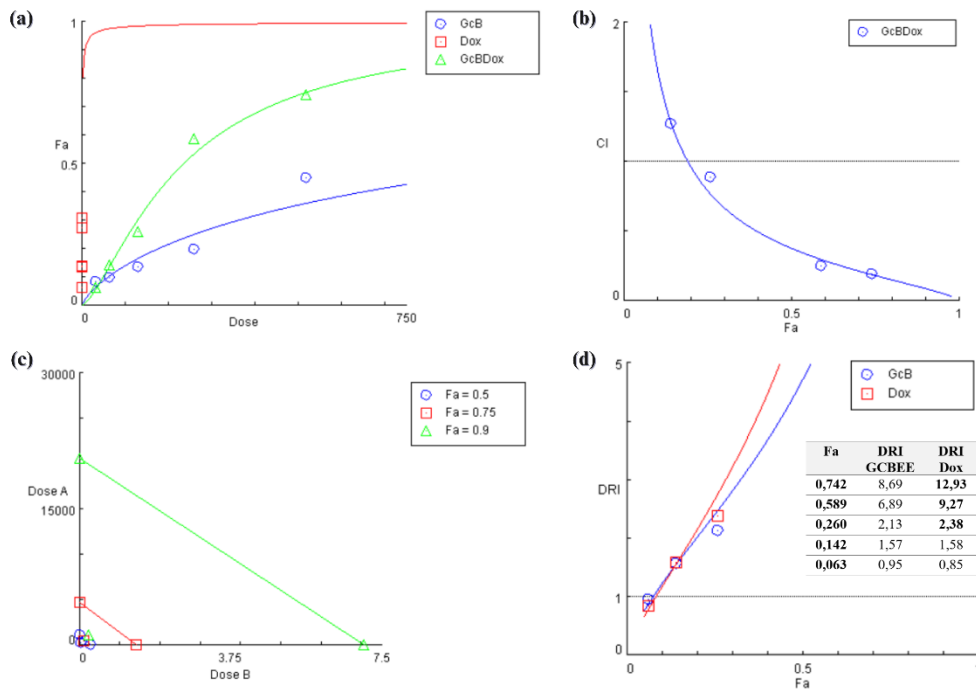 (a)
1
Fa
0.5
0
0
Dose
750
GcB
Dox
GcBDox
(b)
2
CI
0
0
0.5
Fa
1
GcBDox
(c)
30000
Dose A
15000
0
0
3.75
Dose B
7.5
Fa = 0.5
Fa = 0.75
Fa = 0.9
(d)
5
DRI
1
0
0
0.5
Fa
1
GcB
Dox
Fa DRI GCBEE DRI Dox
0,742 8,69 12,93
0,589 6,89 9,27
0,260 2,13 2,38
0,142 1,57 1,58
0,063 0,95 0,85